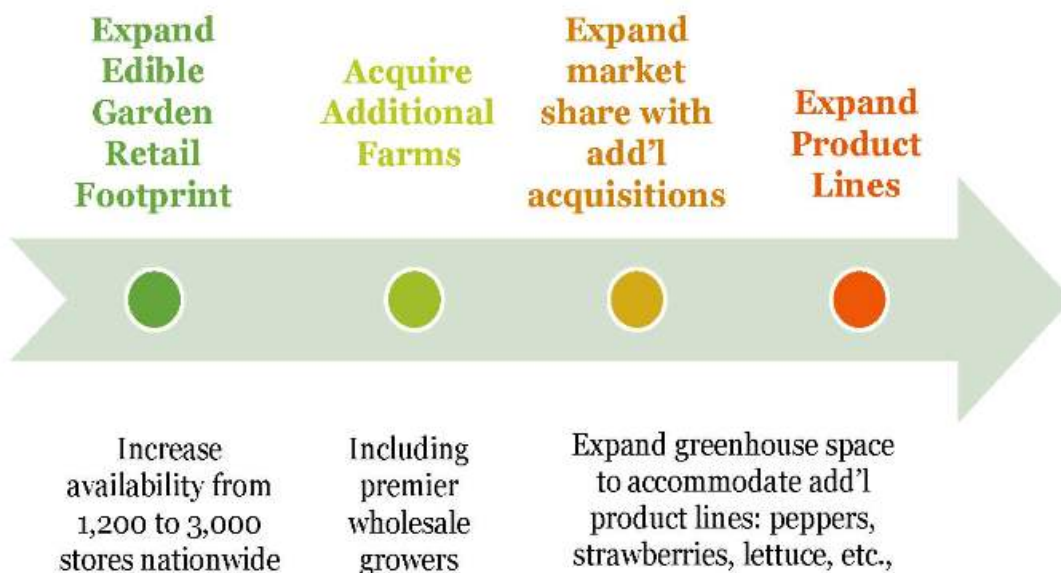 Expand
Edible
Garden
Retail
Footprint
Acquire
Additional
Farms
Expand
market
share with
add'l
acquisitions
Expand
Product
Lines
Increase
availability from
1,200 to 3,000
stores nationwide
Including
premier
wholesale
growers
Expand greenhouse space
to accommodate add'l
product lines: peppers,
strawberries, lettuce, etc.,